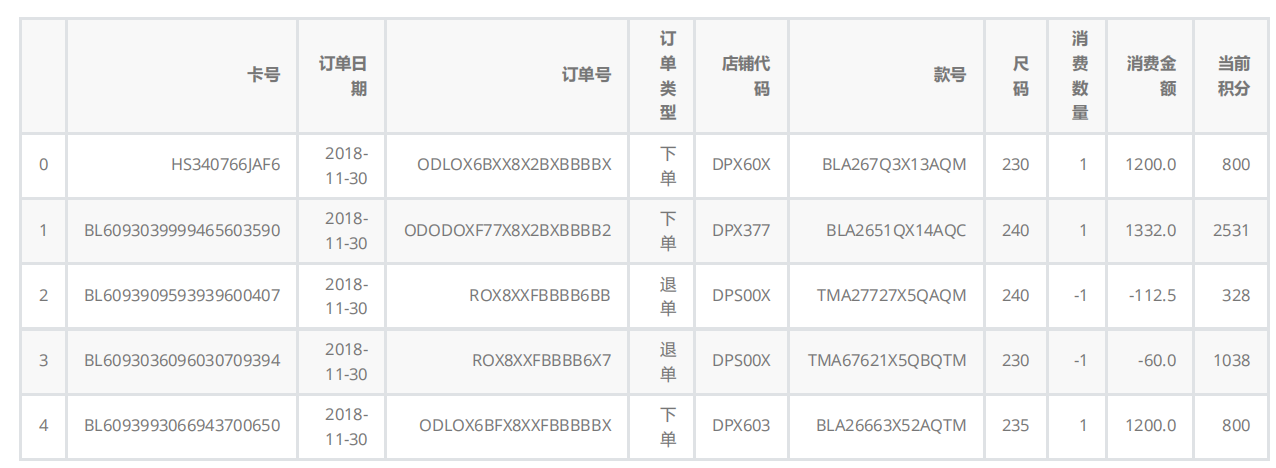 卡号 订单日期 订单号 订单类型 店铺代码 款号 尺码 消费数量 消费金额 当前积分
0 HS340766JAF6 2018-11-30 ODLOX6BXX8X2BXBBBBX 下单 DPX60X BLA267Q3X13AQM 230 1 1200.0 800
1 BL6093039999465603590 2018-11-30 ODODOXF77X8X2BXBBBB2 下单 DPX377 BLA2651QX14AQC 240 1 1332.0 2531
2 BL6093909593939600407 2018-11-30 ROX8XXFBBBB6BB 退单 DPS00X TMA27727X5QAQM 240 -1 -112.5 328
3 BL6093036096030709394 2018-11-30 ROX8XXFBBBB6X7 退单 DPS00X TMA67621X5QBQTM 230 -1 -60.0 1038
4 BL6093993066943700650 2018-11-30 ODLOX6BFX8XXFBBBBBX 下单 DPX603 BLA26663X52AQTM 235 1 1200.0 800